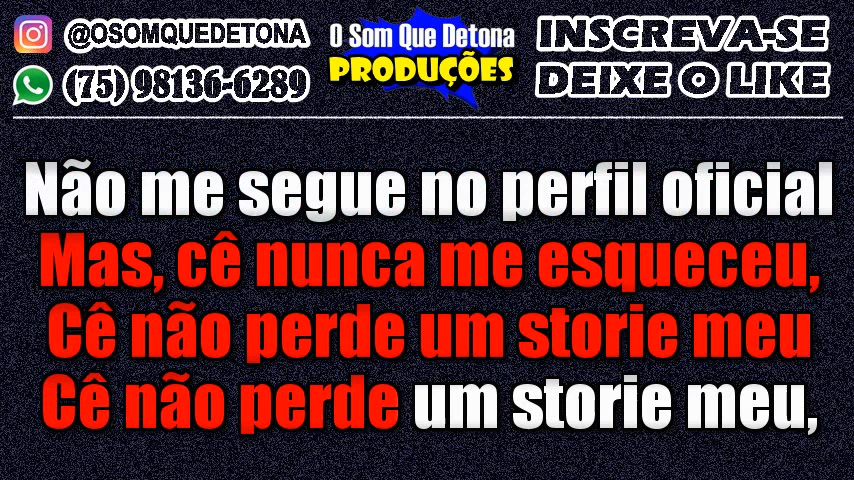 @OSOMQUEDETONA
(75) 98136-6289
O Som Que Detona
PRODUÇÕES
INSCREVA-SE
DEIXE O LIKE
Não me segue no perfil oficial
Mas, cê nunca me esqueceu,
Cê não perde um storie meu
Cê não perde um storie meu,